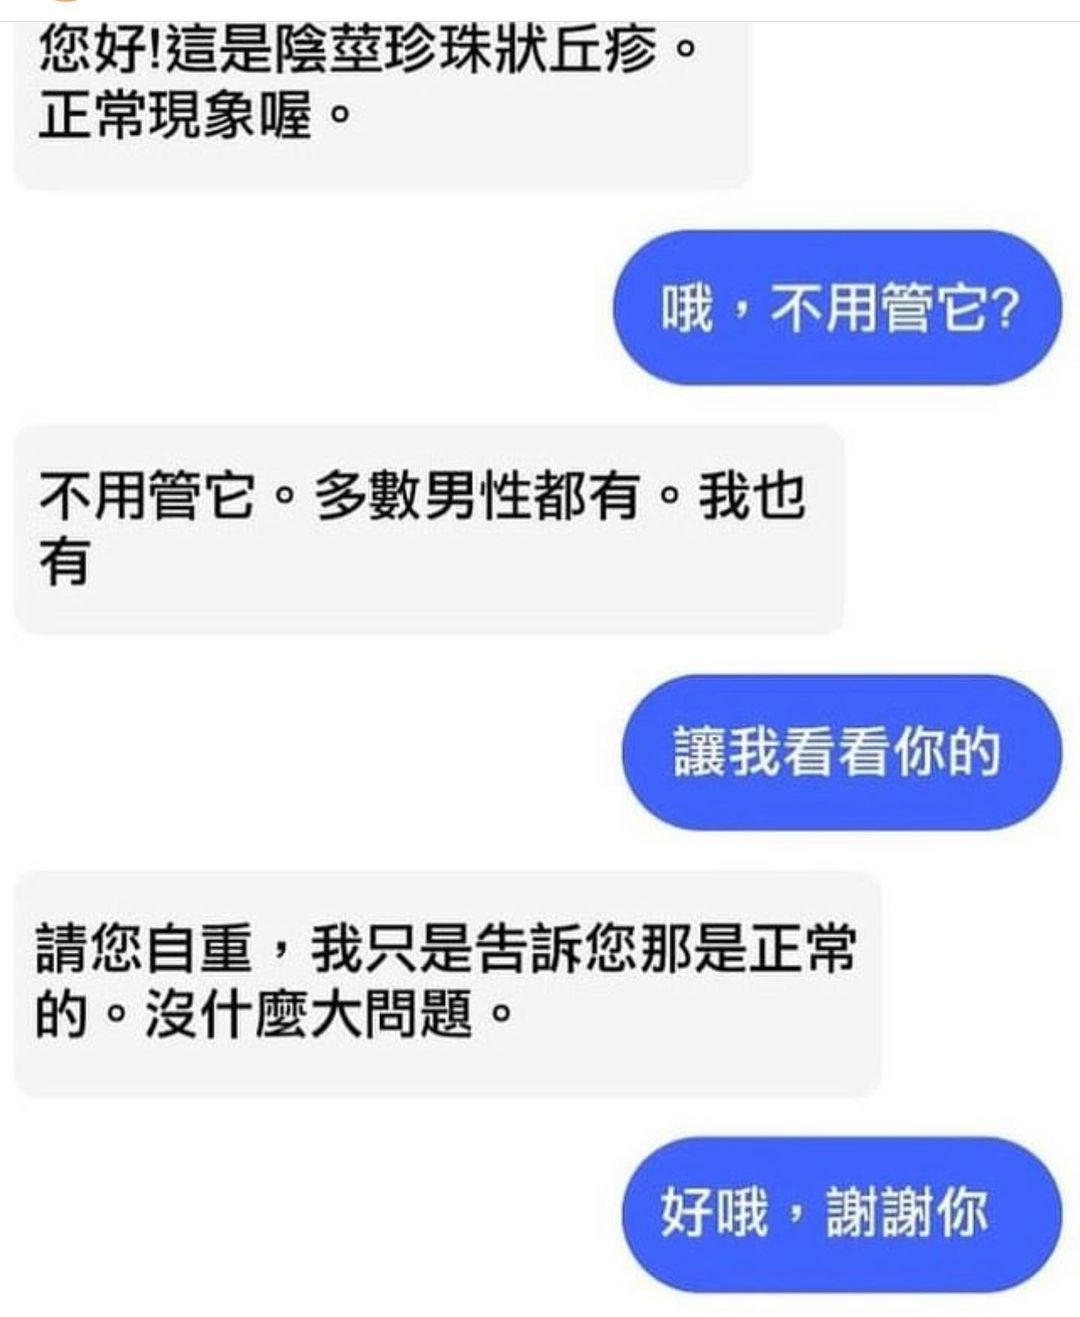 您好!這是陰莖珍珠狀丘疹。
正常現象喔。
哦，不用管它?
不用管它。多數男性都有。我也
有
讓我看看你的
請您自重，我只是告訴您那是正常
的。沒什麼大問題。
好哦，謝謝你